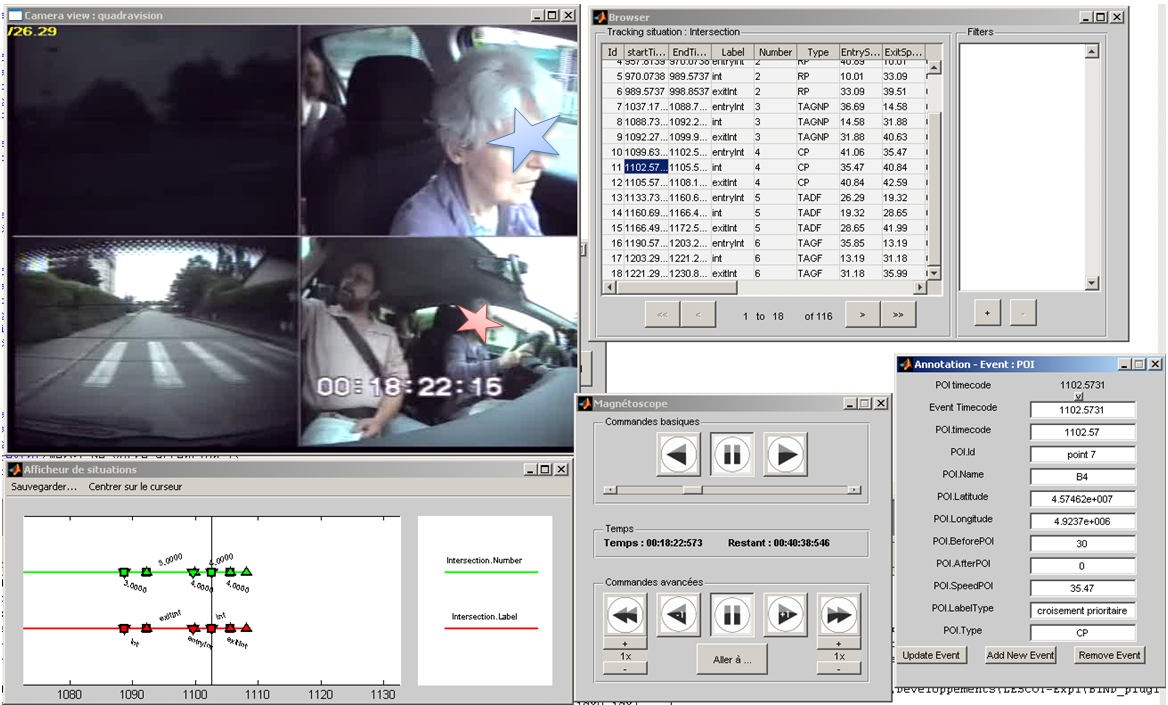 Camera view : quadravision
726.29
00:18:22:15
Browser
Tracking situation : Intersection
Id startTi... EndTi... Label Number Type EntryS... ExitSp...
4 957.8139 970.0738 entryInt 2 RP 40.89 10.01
5 970.0738 989.5737 int 2 RP 10.01 33.09
6 989.5737 998.8537 exitInt 2 RP 33.09 39.51
7 1037.17... 1088.7... entryInt 3 TAGNP 36.69 14.58
8 1088.73... 1092.2... int 3 TAGNP 14.58 31.88
9 1092.27... 1099.9... exitInt 3 TAGNP 31.88 40.63
10 1099.63... 1102.5... entryInt 4 CP 41.06 35.47
11 1102.57... 1105.5... int 4 CP 35.47 40.84
12 1105.57... 1108.1... exitInt 4 CP 40.84 42.59
13 1133.73... 1160.6... entryInt 5 TADF 26.29 19.32
14 1160.69... 1166.4... int 5 TADF 19.32 28.65
15 1166.49... 1172.5... exitInt 5 TADF 28.65 41.99
16 1190.57... 1203.2... entryInt 6 TAGF 35.85 13.19
17 1203.29... 1221.2... int 6 TAGF 13.19 31.18
18 1221.29... 1230.8... exitInt 6 TAGF 31.18 35.99
<< < 1 to 18 of 116 > >>
Filters
+ -
Annotation - Event : POI
POI.timecode 1102.5731
Event Timecode 1102.5731
POI.timecode 1102.57
POI.Id point 7
POI.Name B4
POI.Latitude 4.57462e+007
POI.Longitude 4.9237e+006
POI.BeforePOI 30
POI.AfterPOI 0
POI.SpeedPOI 35.47
POI.LabelType croisement prioritaire
POI.Type CP
Update Event Add New Event Remove Event
Magnétoscope
Commandes basiques
Temps
Temps : 00:18:22:573 Restant : 00:40:38:546
Commandes avancées
-1 +1
+ +
1x 1x
- -
Aller à ...
Afficheur de situations
Sauvegarder... Centrer sur le curseur
5.0000 4.0000
3.0000 4.0000 4.0000
exitInt int
int entryInt exitInt
1080 1090 1100 1110 1120 1130
Intersection.Number
Intersection.Label